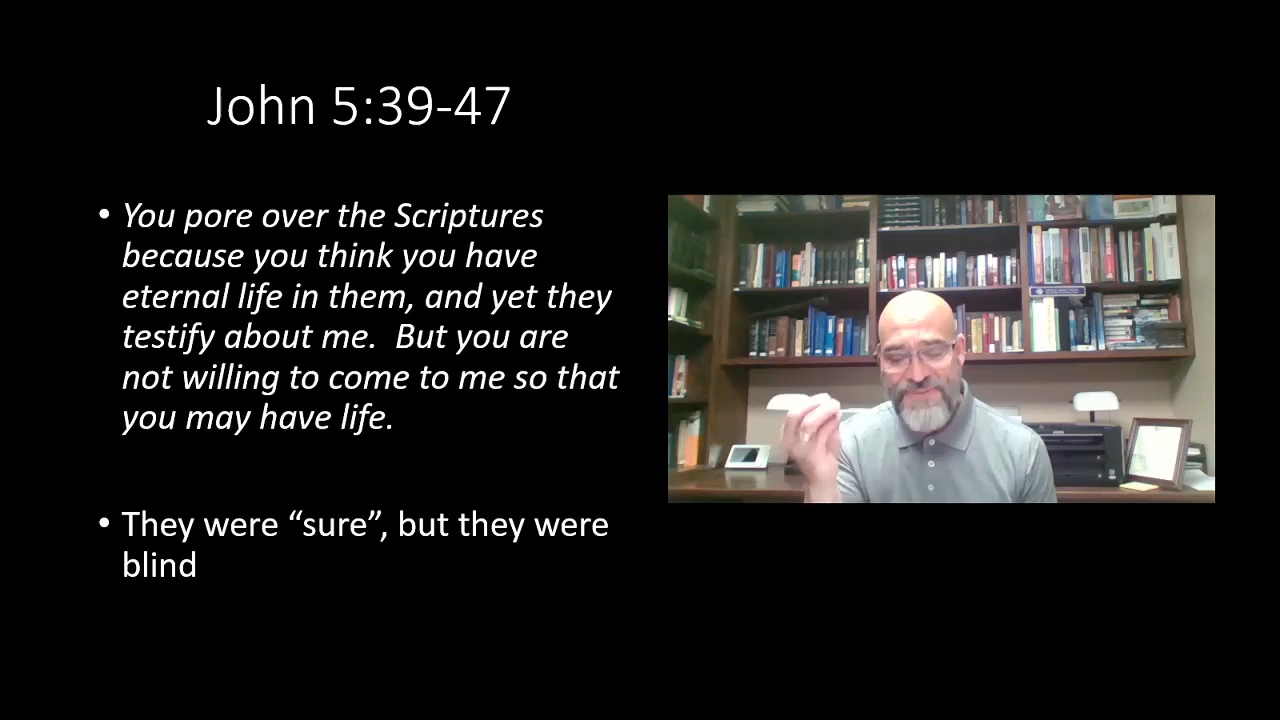 John 5:39-47
• You pore over the Scriptures
because you think you have
eternal life in them, and yet they
testify about me.  But you are
not willing to come to me so that
you may have life.
• They were “sure”, but they were
blind